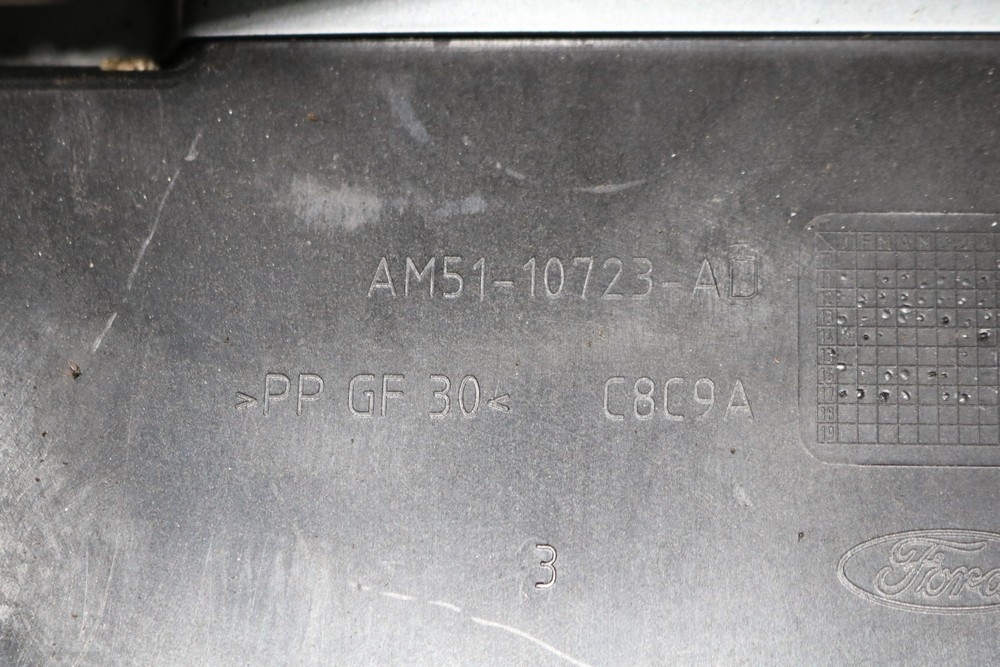 AM51-10723-AD
>PP GF 30< C8C9A
3
Ford